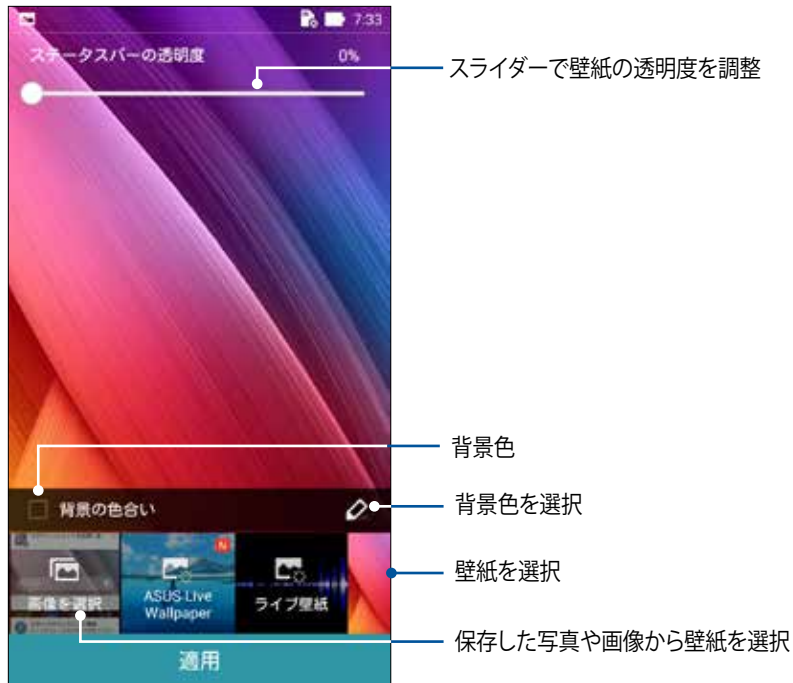 7:33
ステータスバーの透明度 0%
スライダーで壁紙の透明度を調整
背景色
背景の色合い
背景色を選択
N
画像を選択
ASUS Live
Wallpaper
ライブ壁紙
壁紙を選択
保存した写真や画像から壁紙を選択
適用